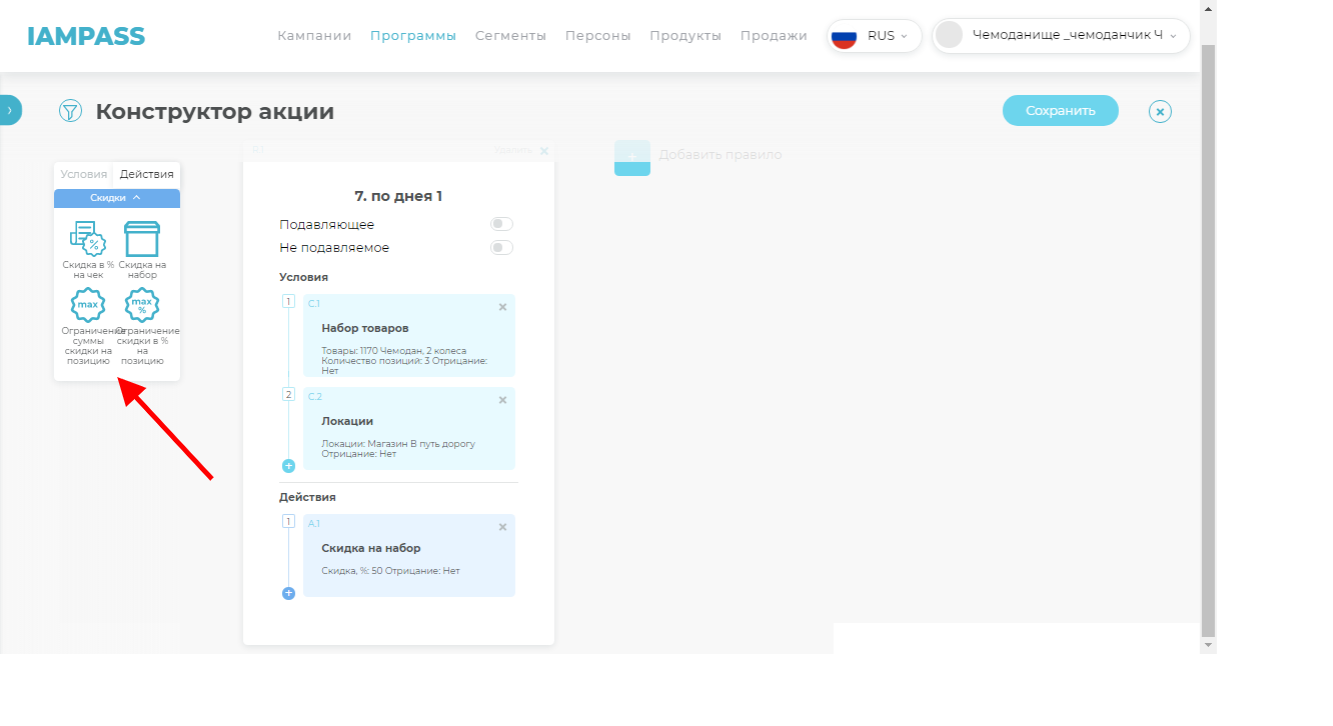 IAMPASS
Кампании Программы Сегменты Персоны Продукты Продажи RUS Чемоданище _чемоданчик Ч
Конструктор акции
Сохранить
R.1 Удалить
Добавить правило
Условия Действия
Скидки
Скидка в %
на чек
Скидка на
набор
max
Ограничение
суммы
скидки на
позицию
max
%
Ограничение
скидки в %
на
позицию
7. по днея 1
Подавляющее
Не подавляемое
Условия
1 C.1
Набор товаров
Товары: 1170 Чемодан, 2 колеса
Количество позиций: 3 Отрицание:
Нет
2 C.2
Локации
Локации: Магазин В путь дорогу
Отрицание: Нет
Действия
1 A.1
Скидка на набор
Скидка, %: 50 Отрицание: Нет